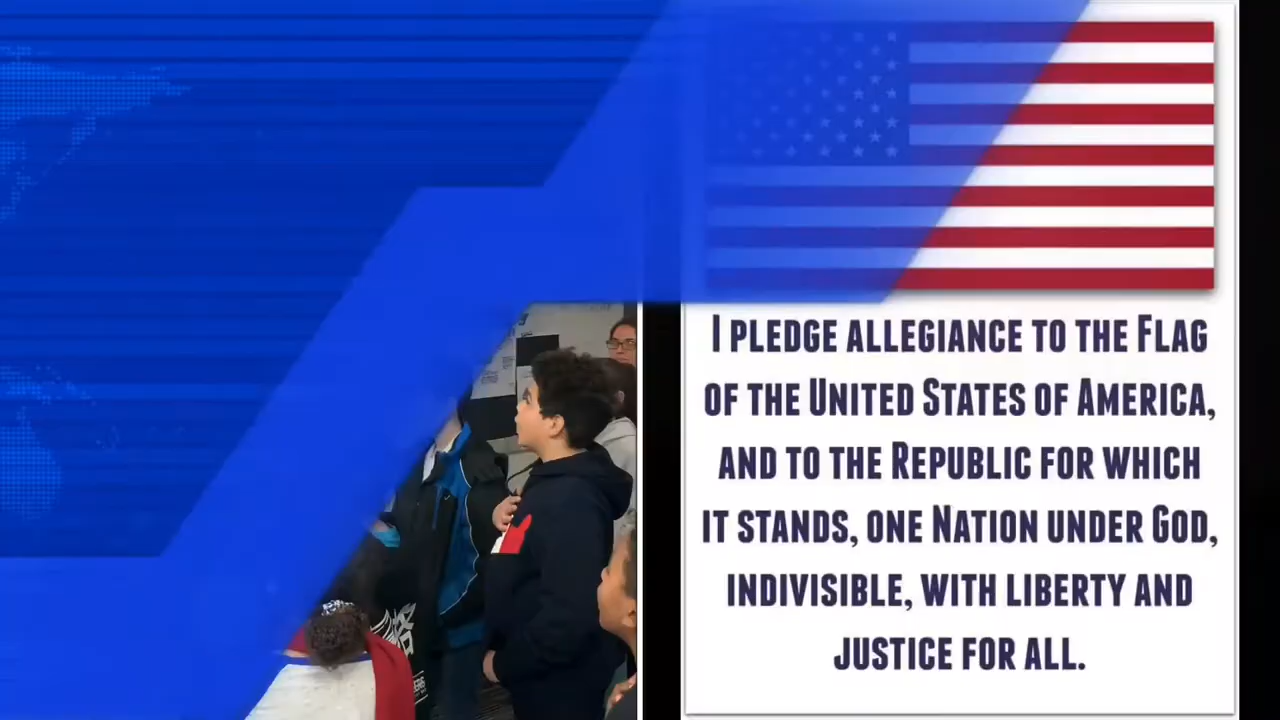 I PLEDGE ALLEGIANCE TO THE FLAG
OF THE UNITED STATES OF AMERICA,
AND TO THE REPUBLIC FOR WHICH
IT STANDS, ONE NATION UNDER GOD,
INDIVISIBLE, WITH LIBERTY AND
JUSTICE FOR ALL.